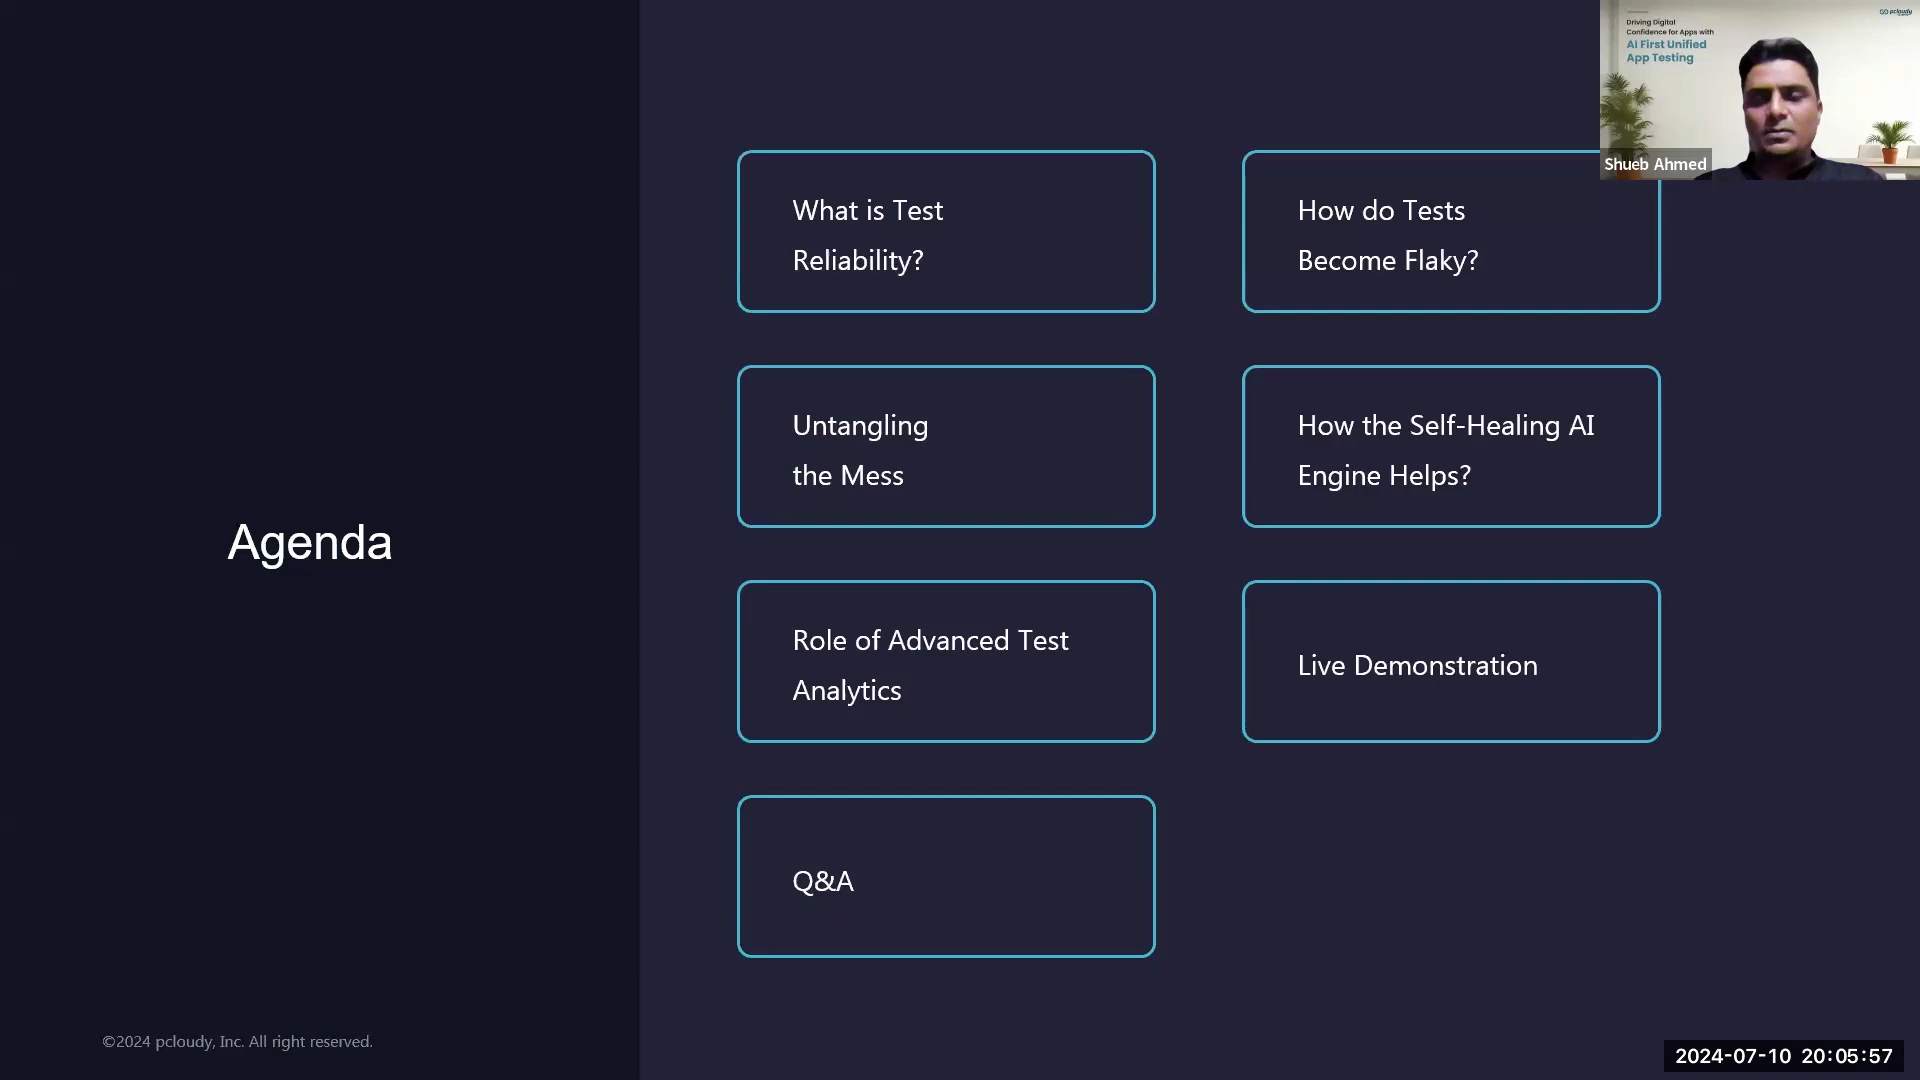 Agenda
What is Test
Reliability?
How do Tests
Become Flaky?
Untangling
the Mess
How the Self-Healing AI
Engine Helps?
Role of Advanced Test
Analytics
Live Demonstration
Q&A
©2024 pcloudy, Inc. All right reserved.
Driving Digital
Confidence for Apps with
AI First Unified
App Testing
pcloudy
Shueb Ahmed
2024-07-10 20:05:57